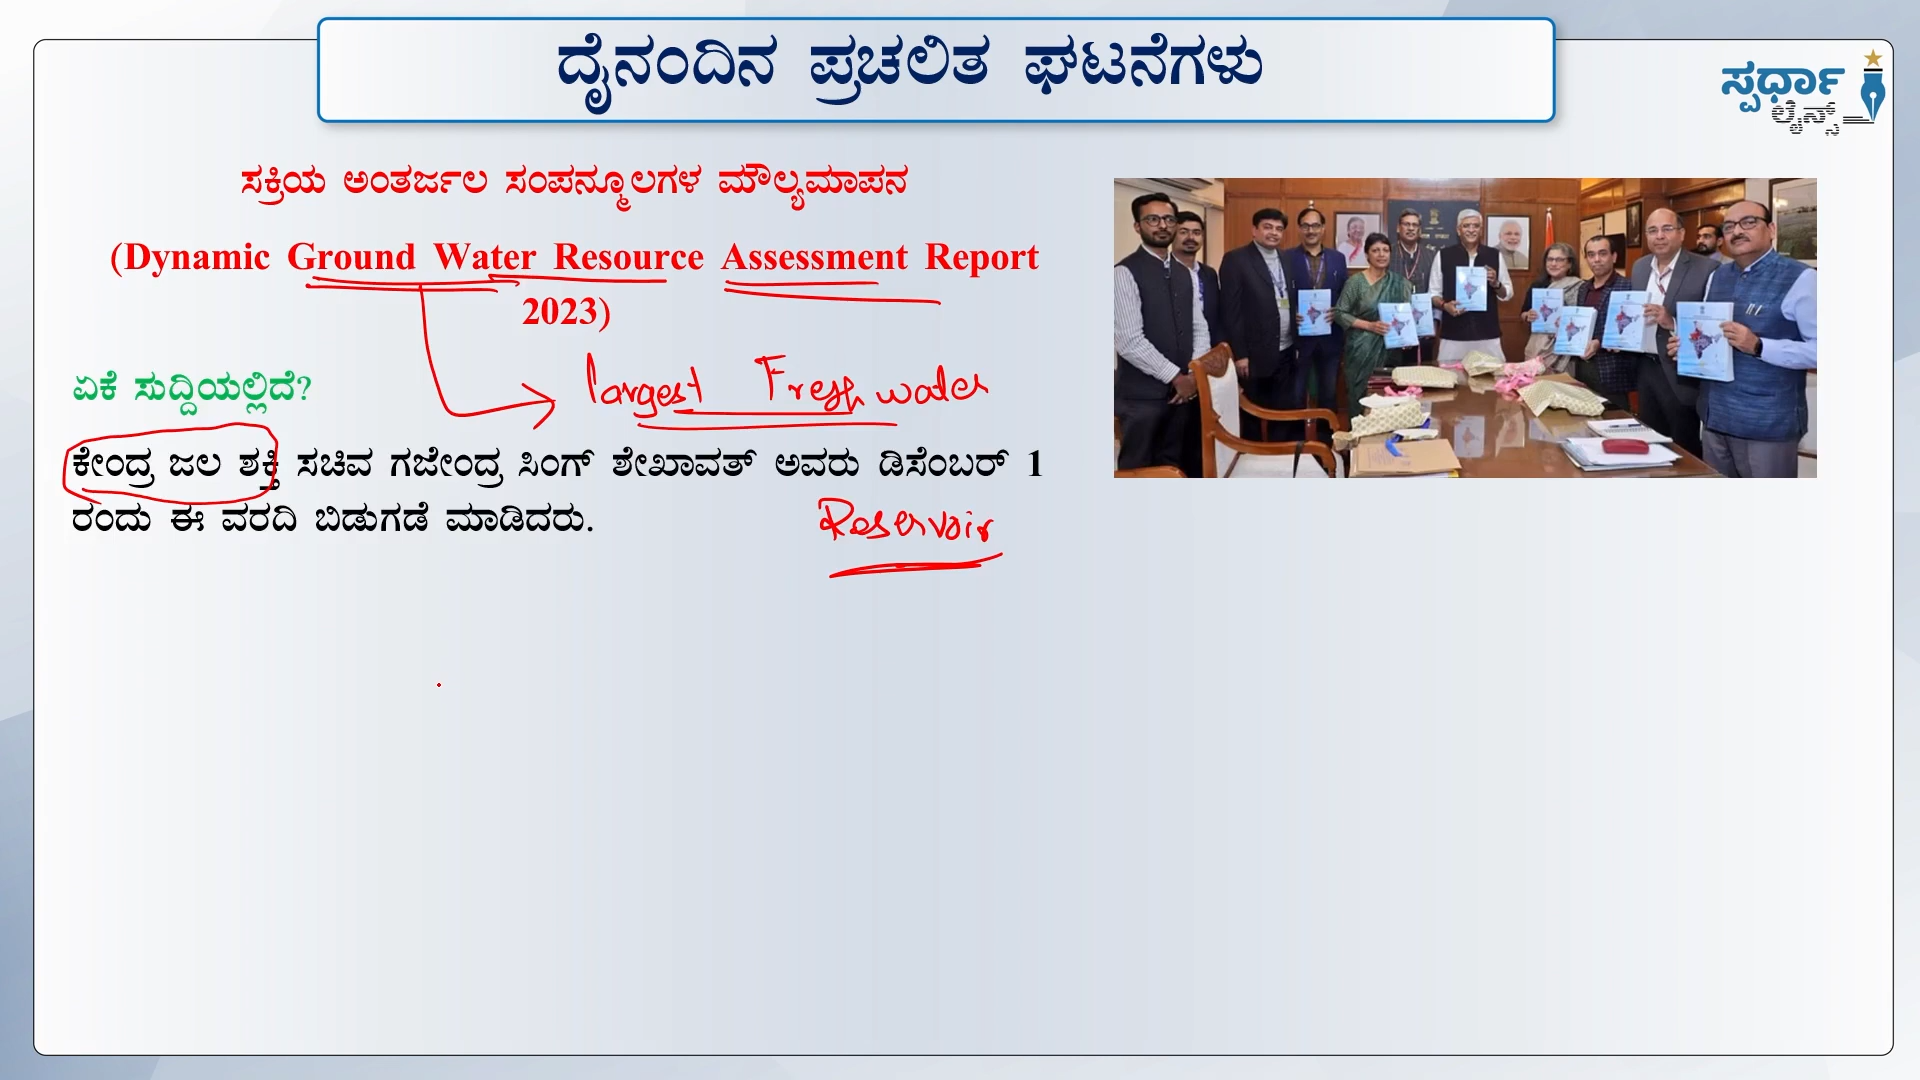 ದೈನಂದಿನ ಪ್ರಚಲಿತ ಘಟನೆಗಳು
ಸ್ಪರ್ಧಾ
ಲೈನ್ಸ್
ಸಕ್ರಿಯ ಅಂತರ್ಜಲ ಸಂಪನ್ಮೂಲಗಳ ಮೌಲ್ಯಮಾಪನ
(Dynamic Ground Water Resource Assessment Report
2023)
largest Fresh water
ಏಕೆ ಸುದ್ದಿಯಲ್ಲಿದೆ?
ಕೇಂದ್ರ ಜಲ ಶಕ್ತಿ ಸಚಿವ ಗಜೇಂದ್ರ ಸಿಂಗ್ ಶೇಖಾವತ್ ಅವರು ಡಿಸೆಂಬರ್ 1
ರಂದು ಈ ವರದಿ ಬಿಡುಗಡೆ ಮಾಡಿದರು.
Reservoir